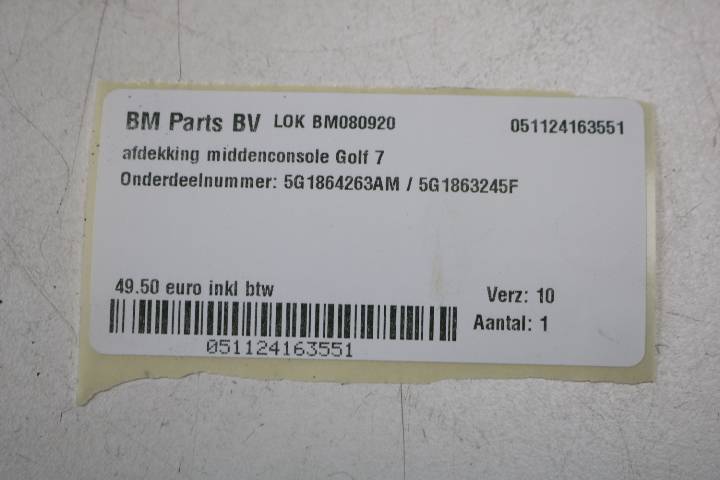 BM Parts BV LOK BM080920 051124163551
afdekking middenconsole Golf 7
Onderdeelnummer: 5G1864263AM / 5G1863245F
49.50 euro inkl btw
Verz: 10
Aantal: 1
051124163551